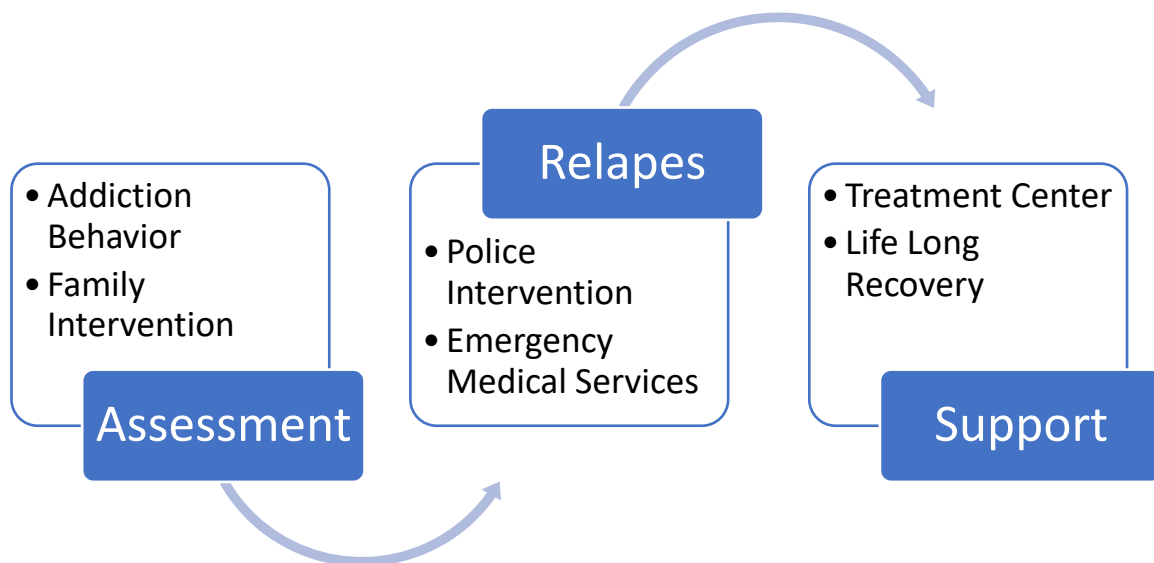 • Addiction
Behavior
• Family
Intervention
Assessment
Relapes
• Police
Intervention
• Emergency
Medical Services
• Treatment Center
• Life Long
Recovery
Support